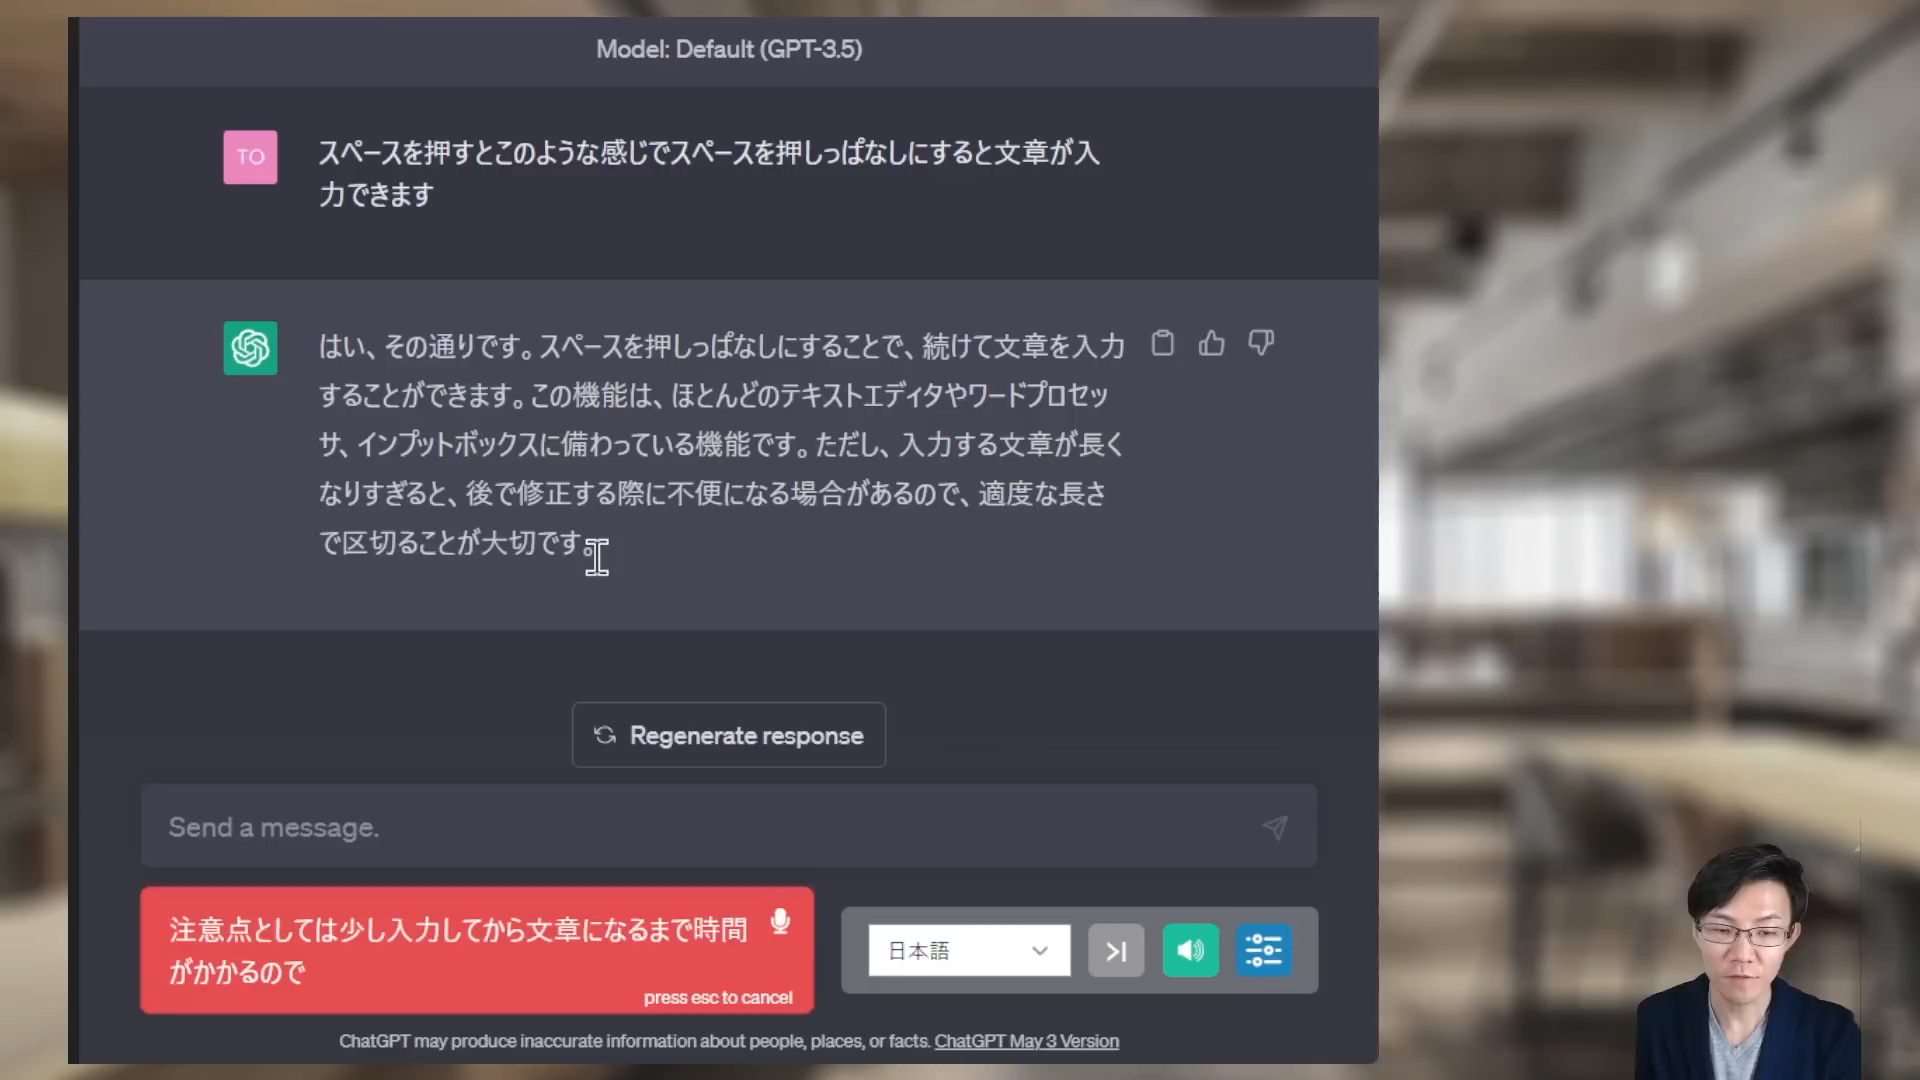 Model: Default (GPT-3.5)
TO
スペースを押すとこのような感じでスペースを押しっぱなしにすると文章が入
力できます
はい、その通りです。スペースを押しっぱなしにすることで、続けて文章を入力
することができます。この機能は、ほとんどのテキストエディタやワードプロセッ
サ、インプットボックスに備わっている機能です。ただし、入力する文章が長く
なりすぎると、後で修正する際に不便になる場合があるので、適度な長さ
で区切ることが大切です。
Regenerate response
Send a message.
注意点としては少し入力してから文章になるまで時間
がかかるので
press esc to cancel
日本語
ChatGPT may produce inaccurate information about people, places, or facts. ChatGPT May 3 Version